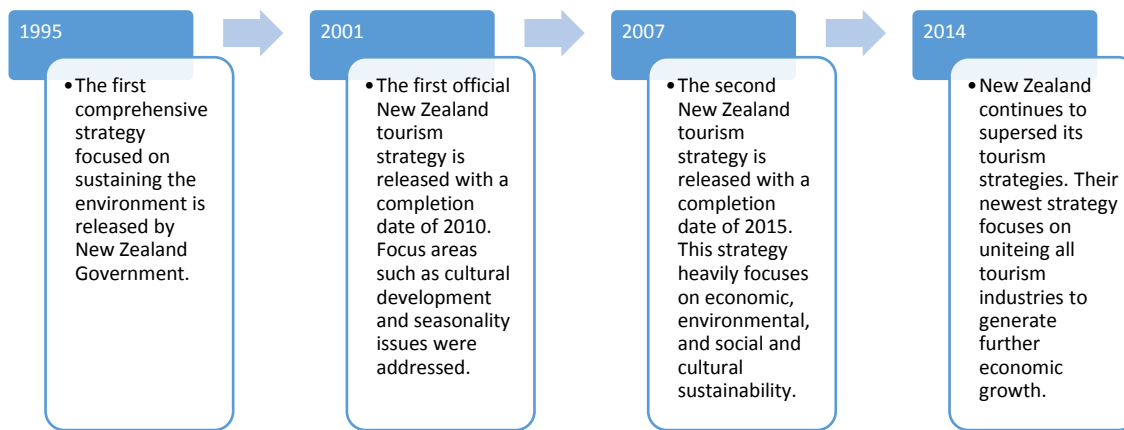 1995
•The first
comprehensive
strategy
focused on
sustaining the
environment is
released by
New Zealand
Government.
2001
•The first official
New Zealand
tourism
strategy is
released with a
completion
date of 2010.
Focus areas
such as cultural
development
and seasonality
issues were
addressed.
2007
•The second
New Zealand
tourism
strategy is
released with a
completion
date of 2015.
This strategy
heavily focuses
on economic,
environmental,
and social and
cultural
sustainability.
2014
•New Zealand
continues to
supersed its
tourism
strategies. Their
newest strategy
focuses on
uniteing all
tourism
industries to
generate
further
economic
growth.